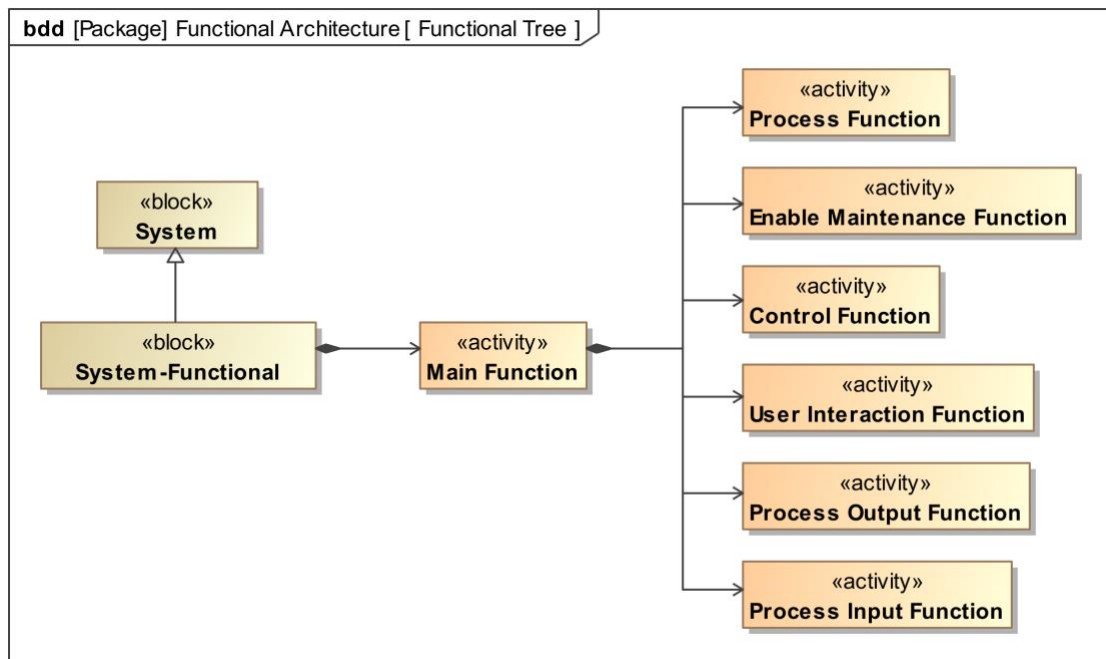 bdd [Package] Functional Architecture [ Functional Tree ]
«activity»
Process Function
«activity»
Enable Maintenance Function
«block»
System
«activity»
Control Function
«block»
System-Functional
«activity»
Main Function
«activity»
User Interaction Function
«activity»
Process Output Function
«activity»
Process Input Function